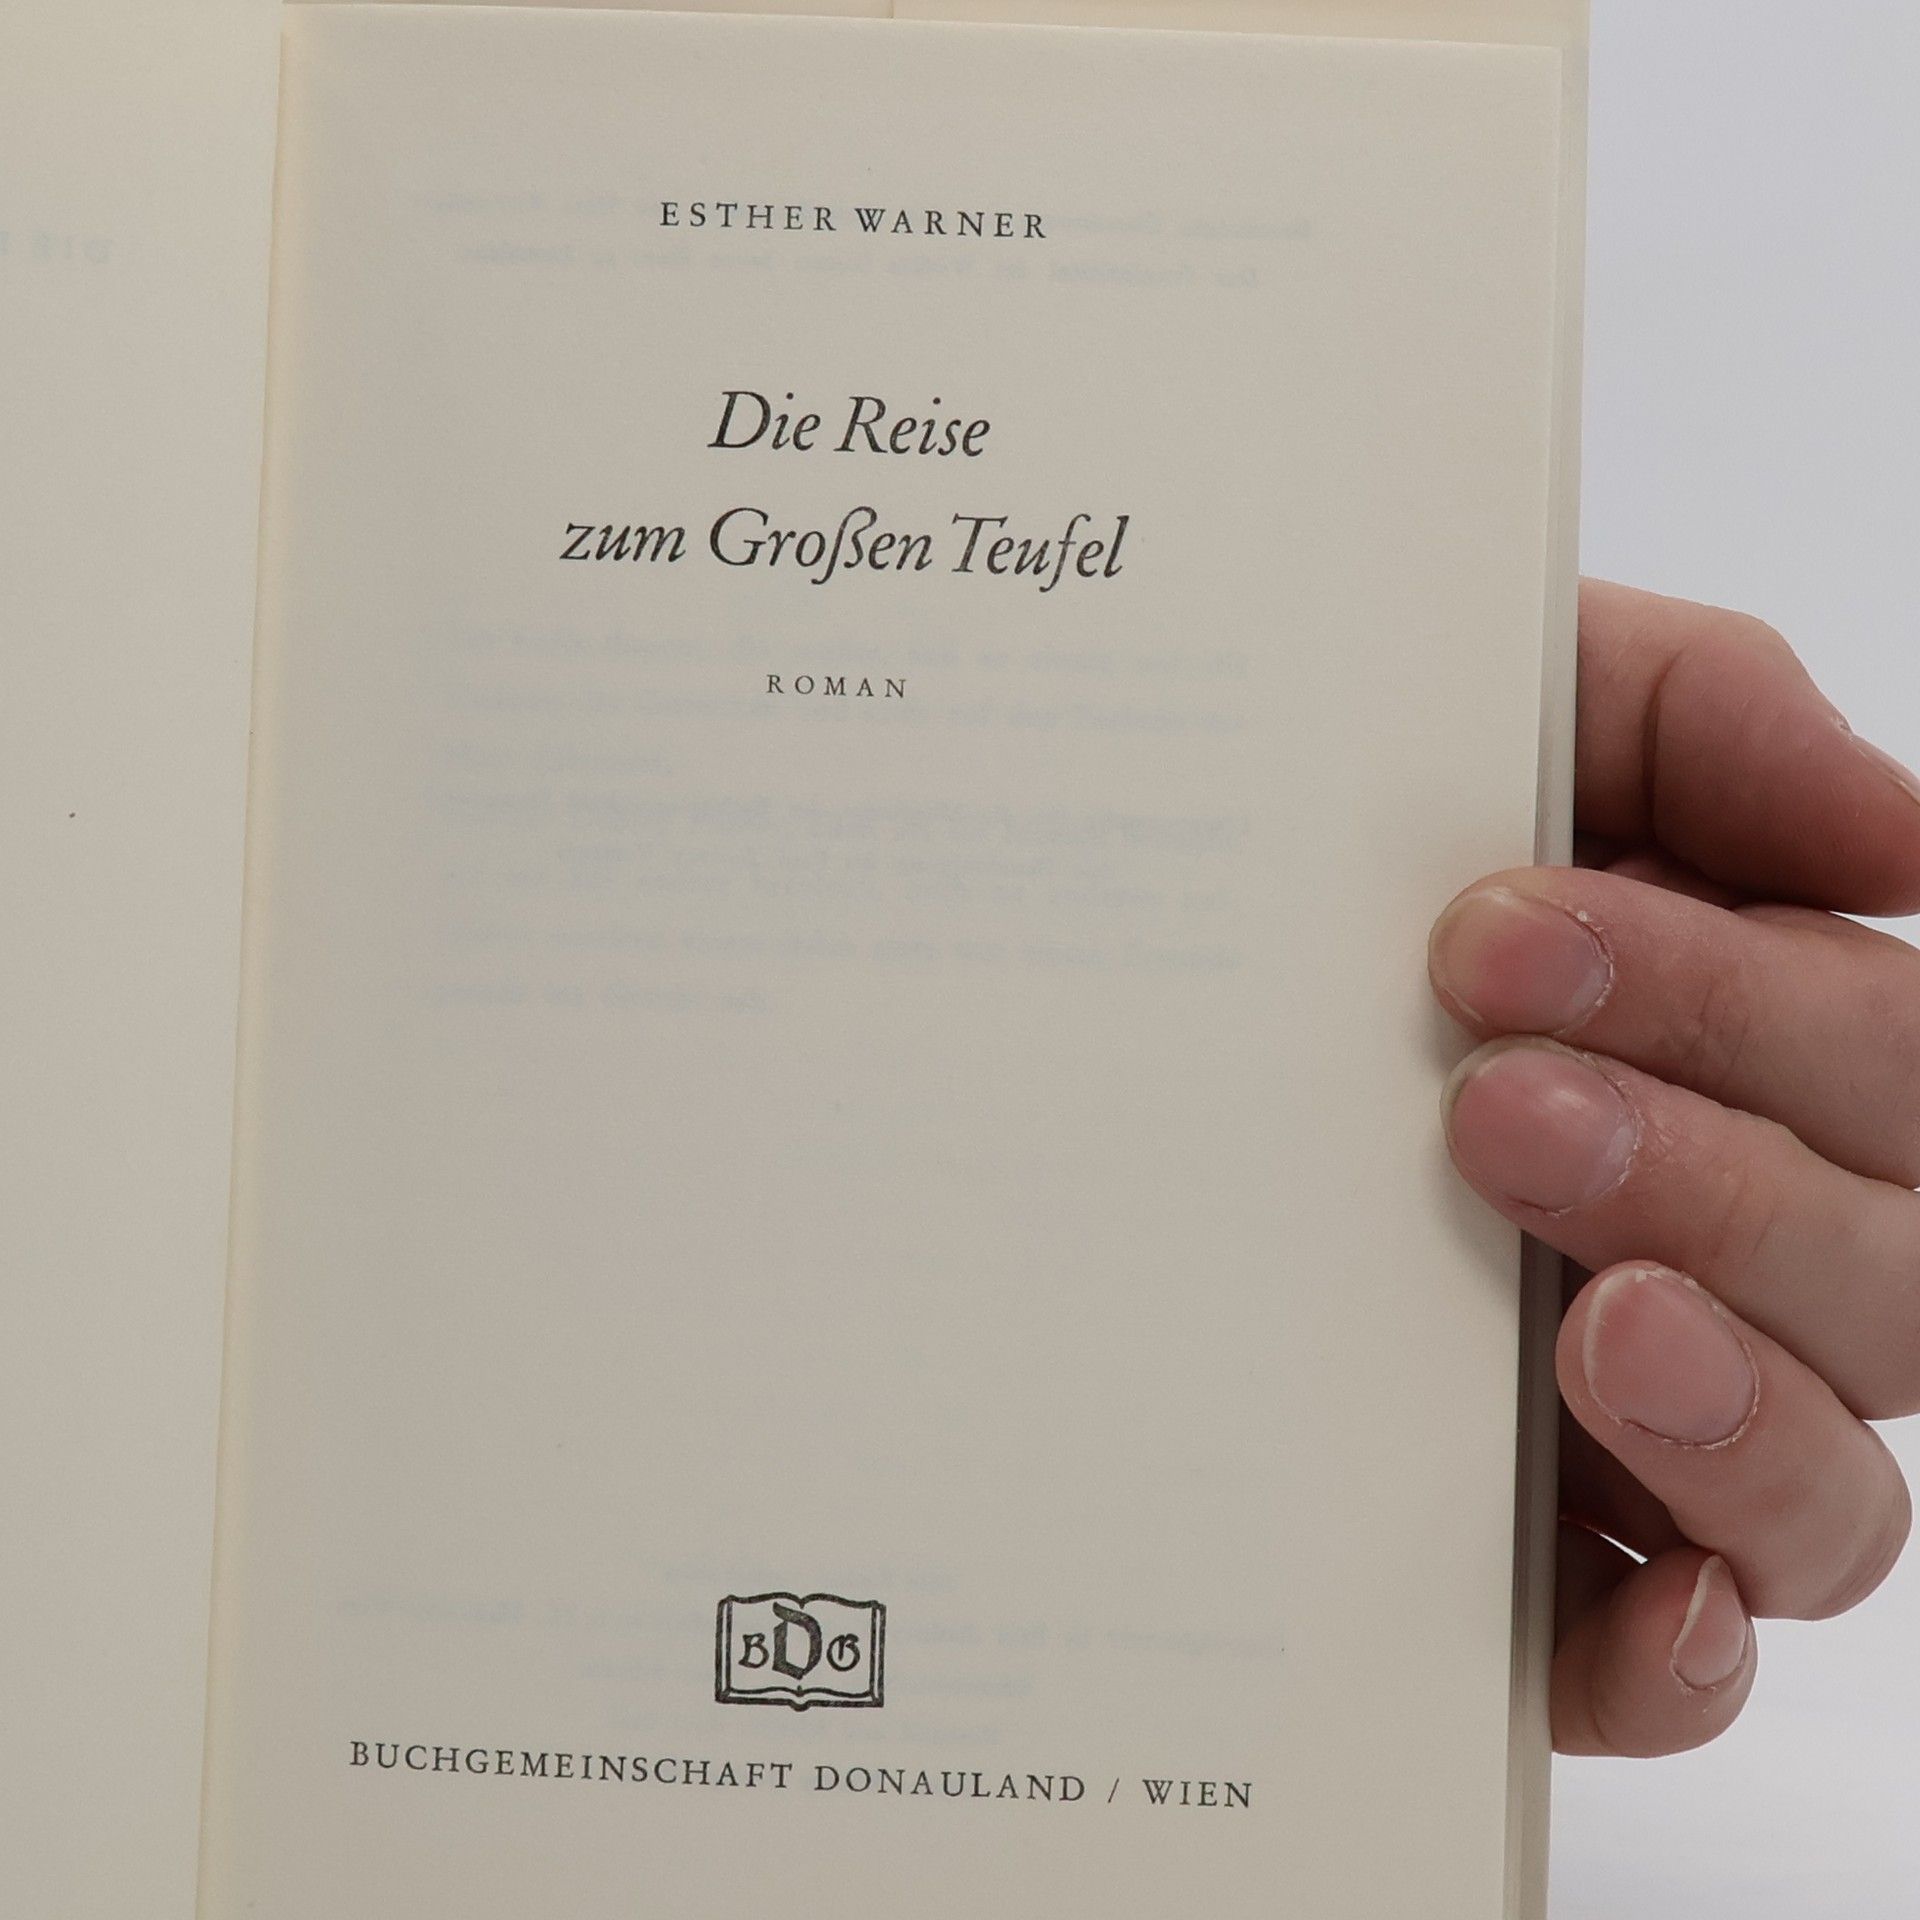 ESTHER WARNER
Die Reise
zum Großen Teufel
ROMAN
BDG
BUCHGEMEINSCHAFT DONAULAND / WIEN